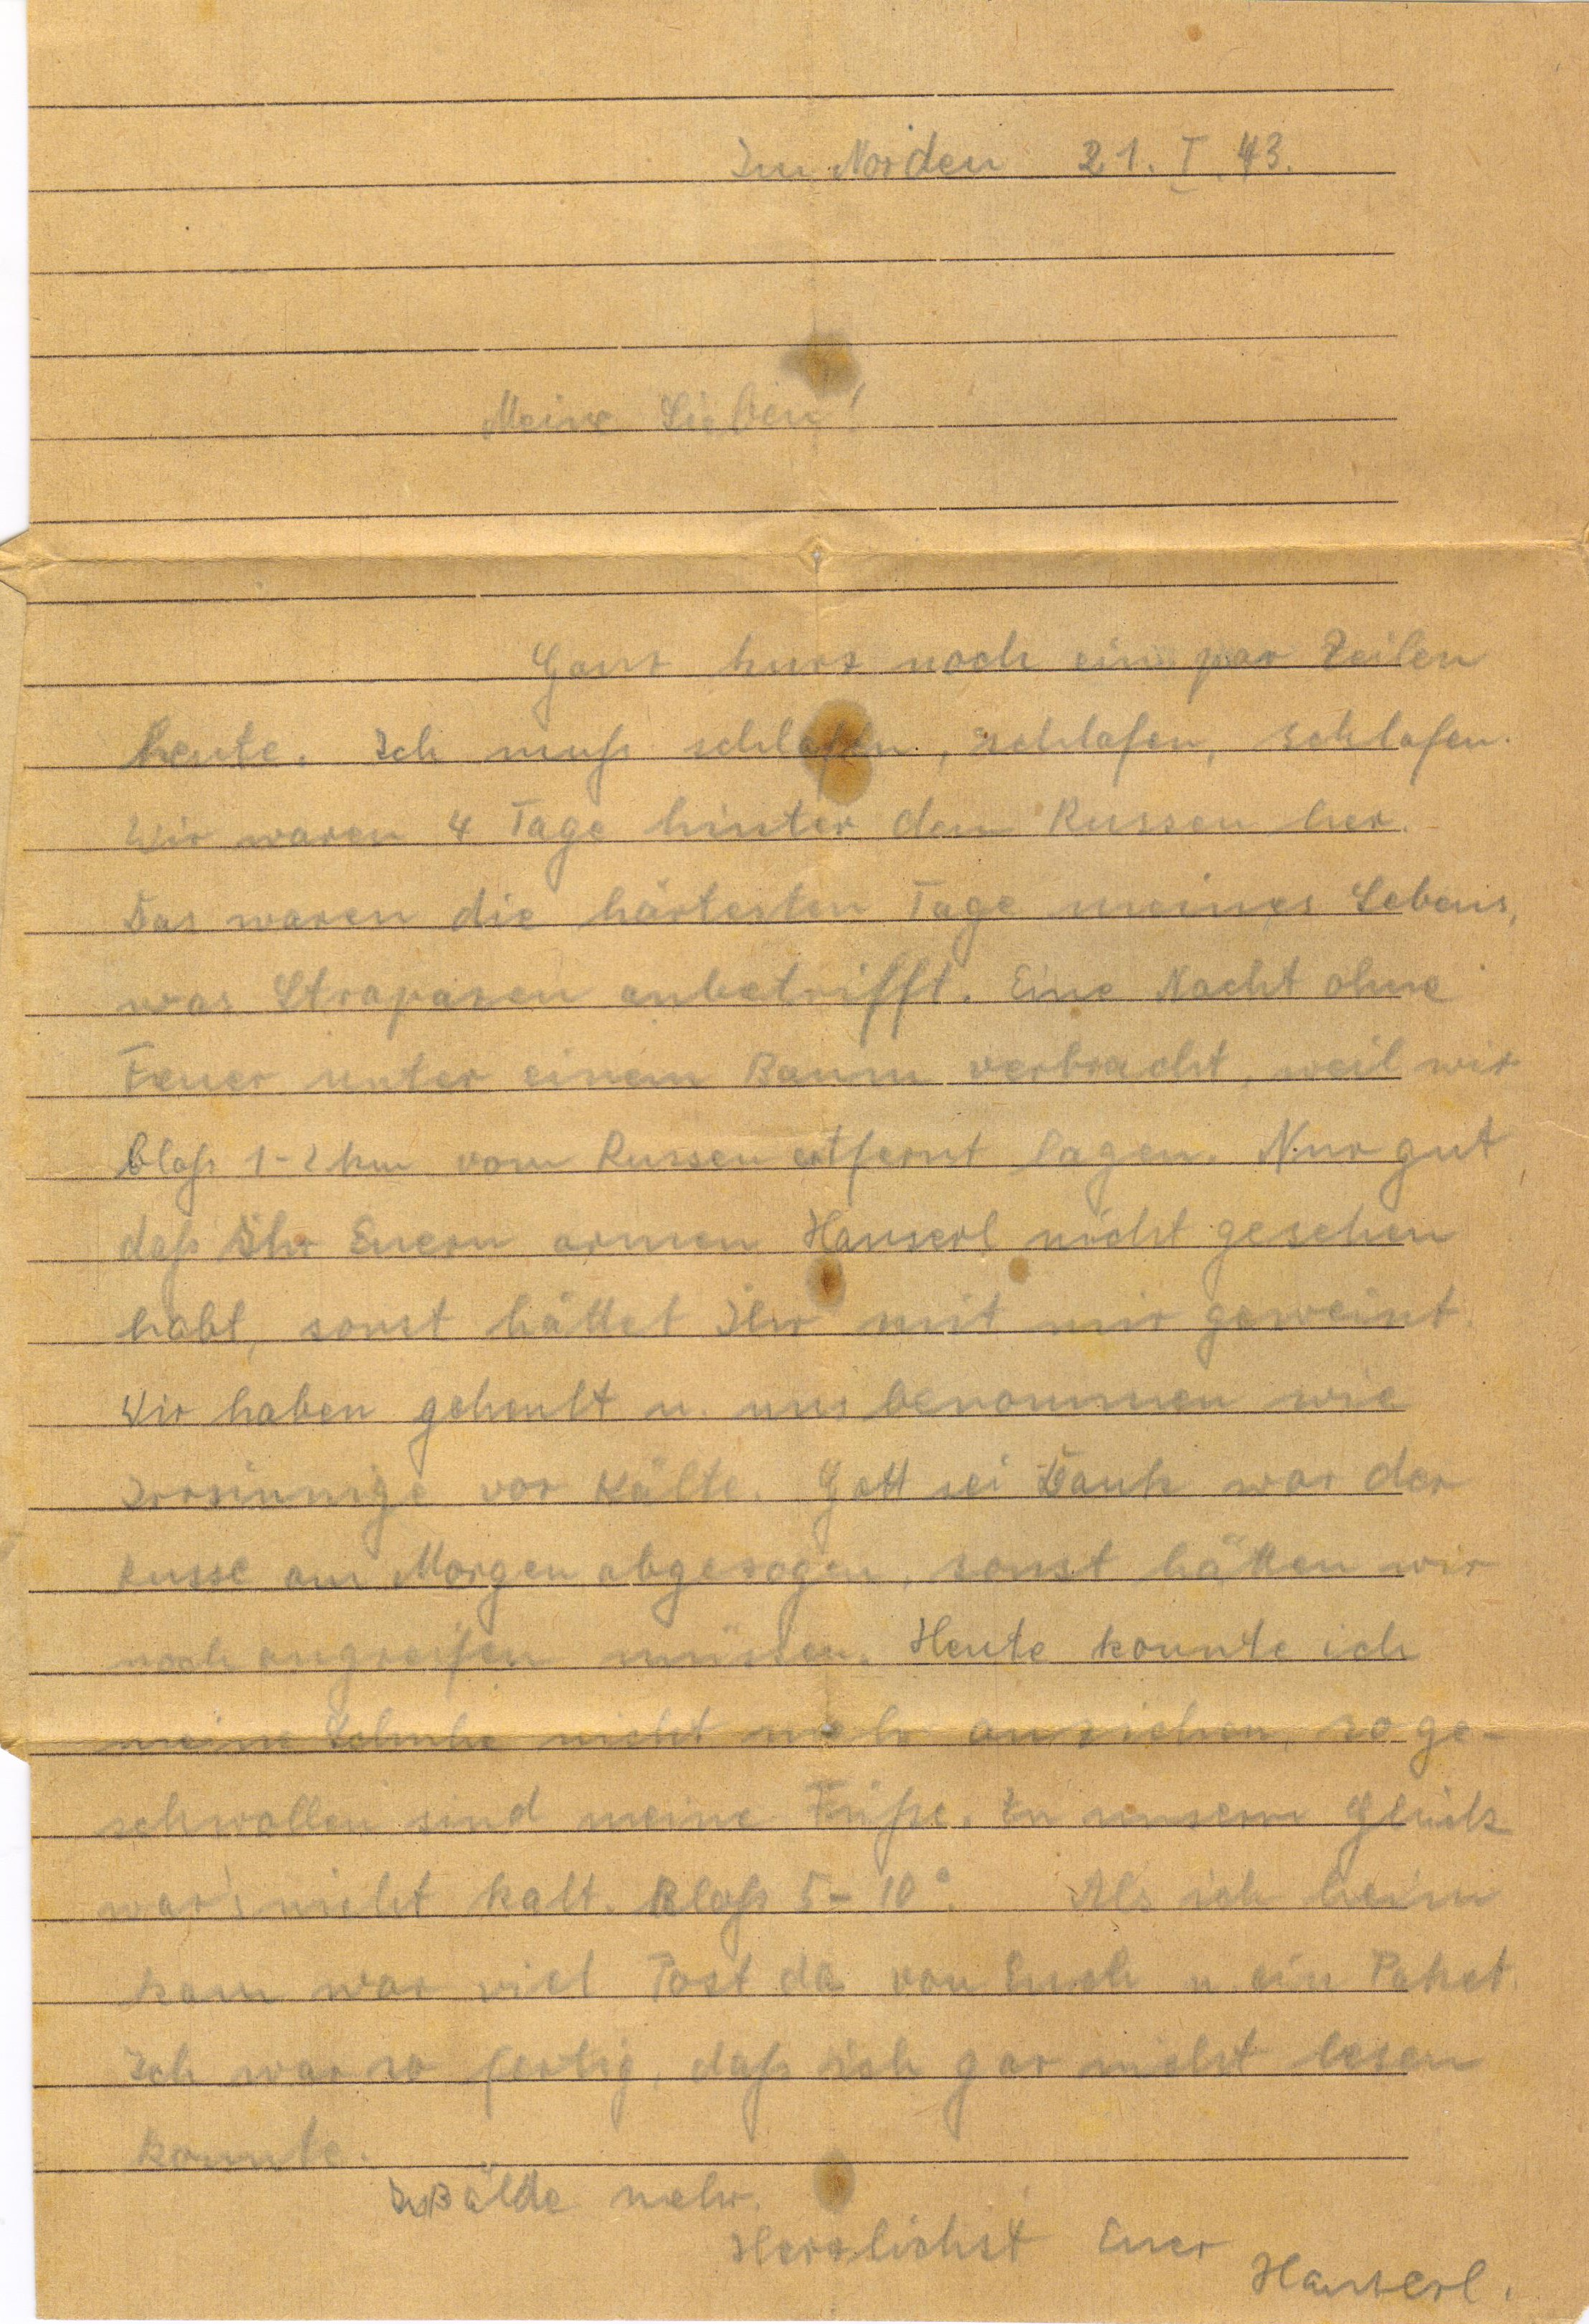 Im Norden 21. I. 43.
Meine Lieben!
Ganz kurz noch ein par Zeilen
heute. Ich muß schlafen, schlafen, schlafen.
Wir waren 4 Tage hinter dem Russen her.
Das waren die härtesten Tage meines Lebens,
was Strapazen anbetrifft. Eine Nacht ohne
Feuer unter einem Baum verbracht, weil wir
bloß 1-2 km vom Russen entfernt lagen. Nur gut
daß Ihr Euern armen Hanserl nicht gesehen
habt, sonst hättet Ihr mit mir geweint.
Wir haben geheult u. uns benommen wie
Irrsinnige vor Kälte. Gott sei Dank war der
Russe am Morgen abgezogen, sonst hätten wir
noch angreifen müssen. Heute konnte ich
meine Schuhe nicht mehr anziehen, so ge-
schwollen sind meine Füße. Zu unserm Glück
war's nicht kalt. Bloß 5-10°. Als ich heim
kam war viel Post da von Euch u. ein Paket.
Ich war so fertig, daß ich gar nicht lesen
konnte.
In Bälde mehr.
Herzlichst Euer
Hanserl.